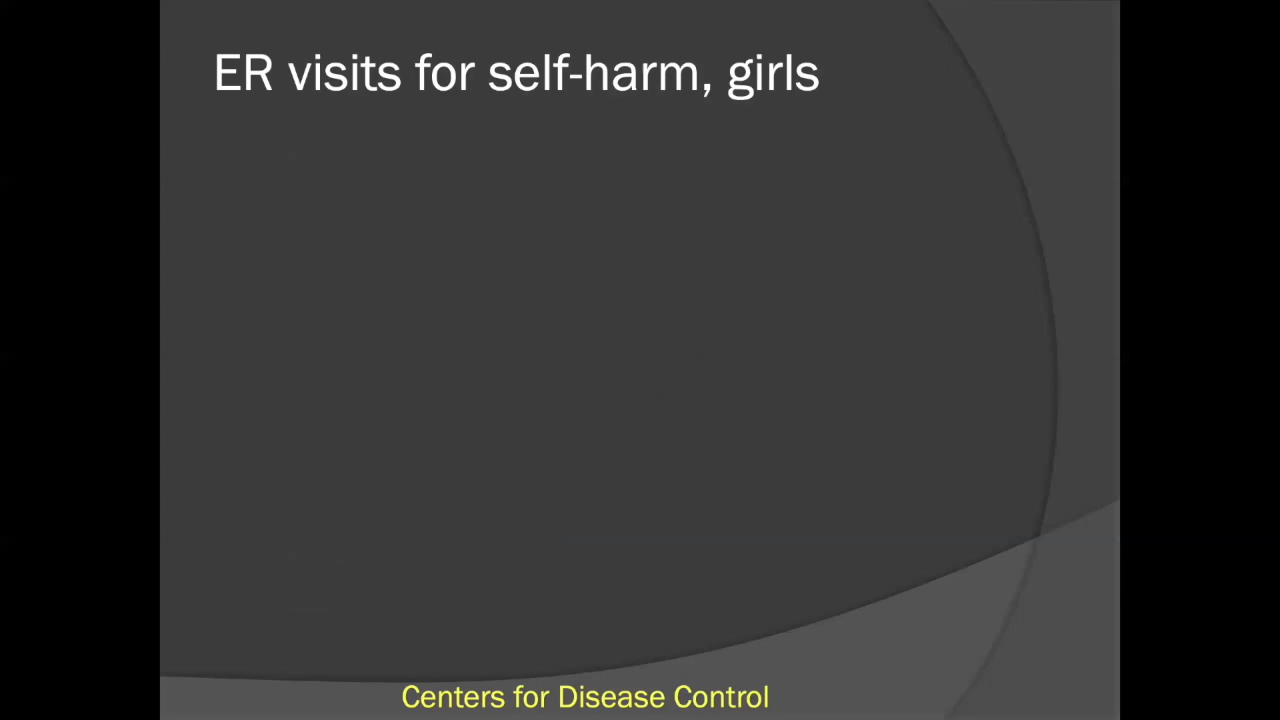 ER visits for self-harm, girls
Centers for Disease Control